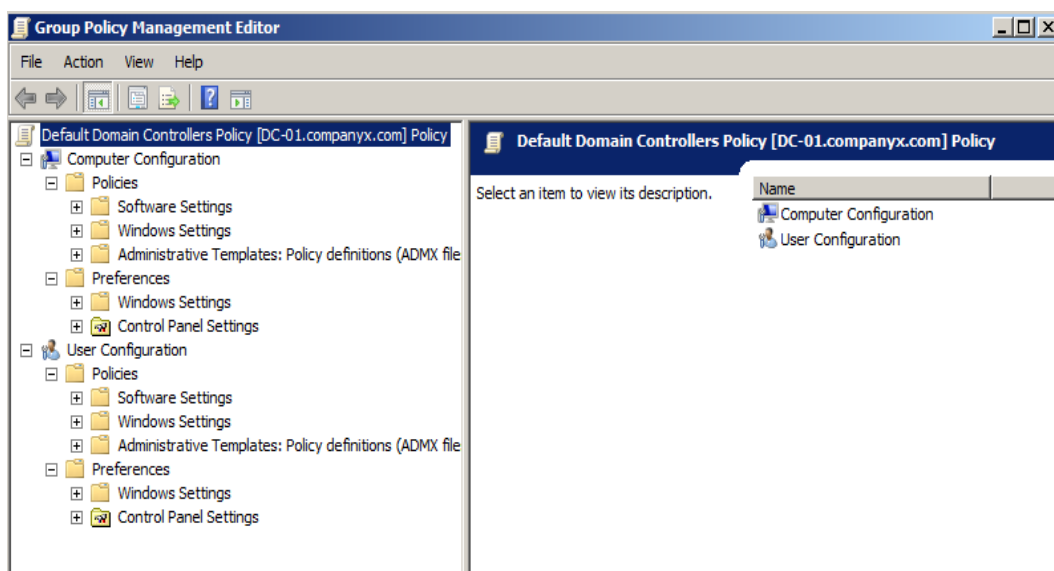 Group Policy Management Editor
File Action View Help
Default Domain Controllers Policy [DC-01.companyx.com] Policy
Computer Configuration
Policies
Software Settings
Windows Settings
Administrative Templates: Policy definitions (ADMX file
Preferences
Windows Settings
Control Panel Settings
User Configuration
Policies
Software Settings
Windows Settings
Administrative Templates: Policy definitions (ADMX file
Preferences
Windows Settings
Control Panel Settings
Default Domain Controllers Policy [DC-01.companyx.com] Policy
Select an item to view its description.
Name
Computer Configuration
User Configuration